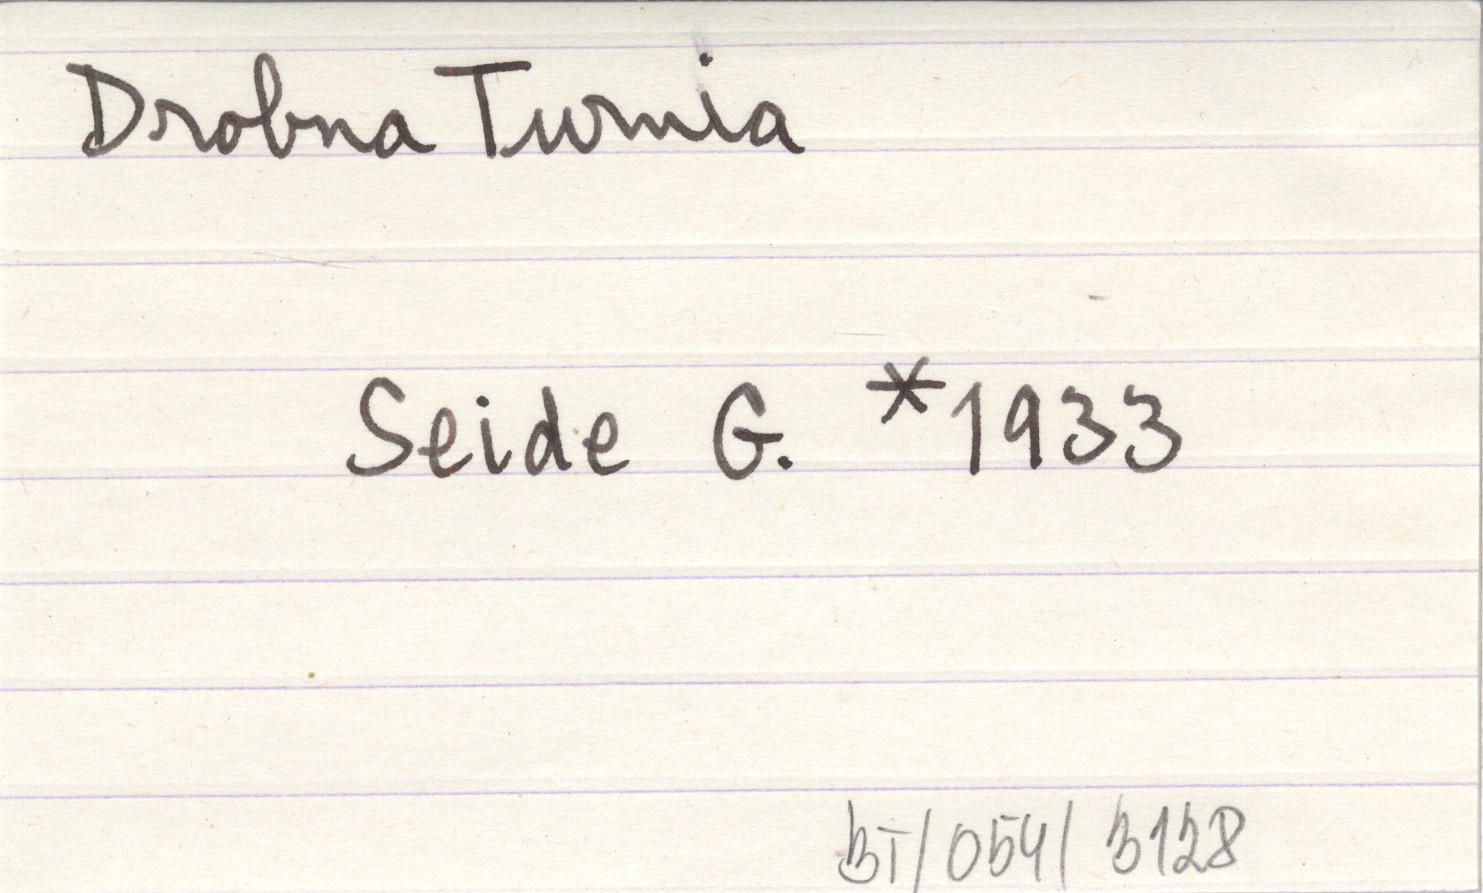 Drobna Turnia
Seide G. *1933
BT/054/3128